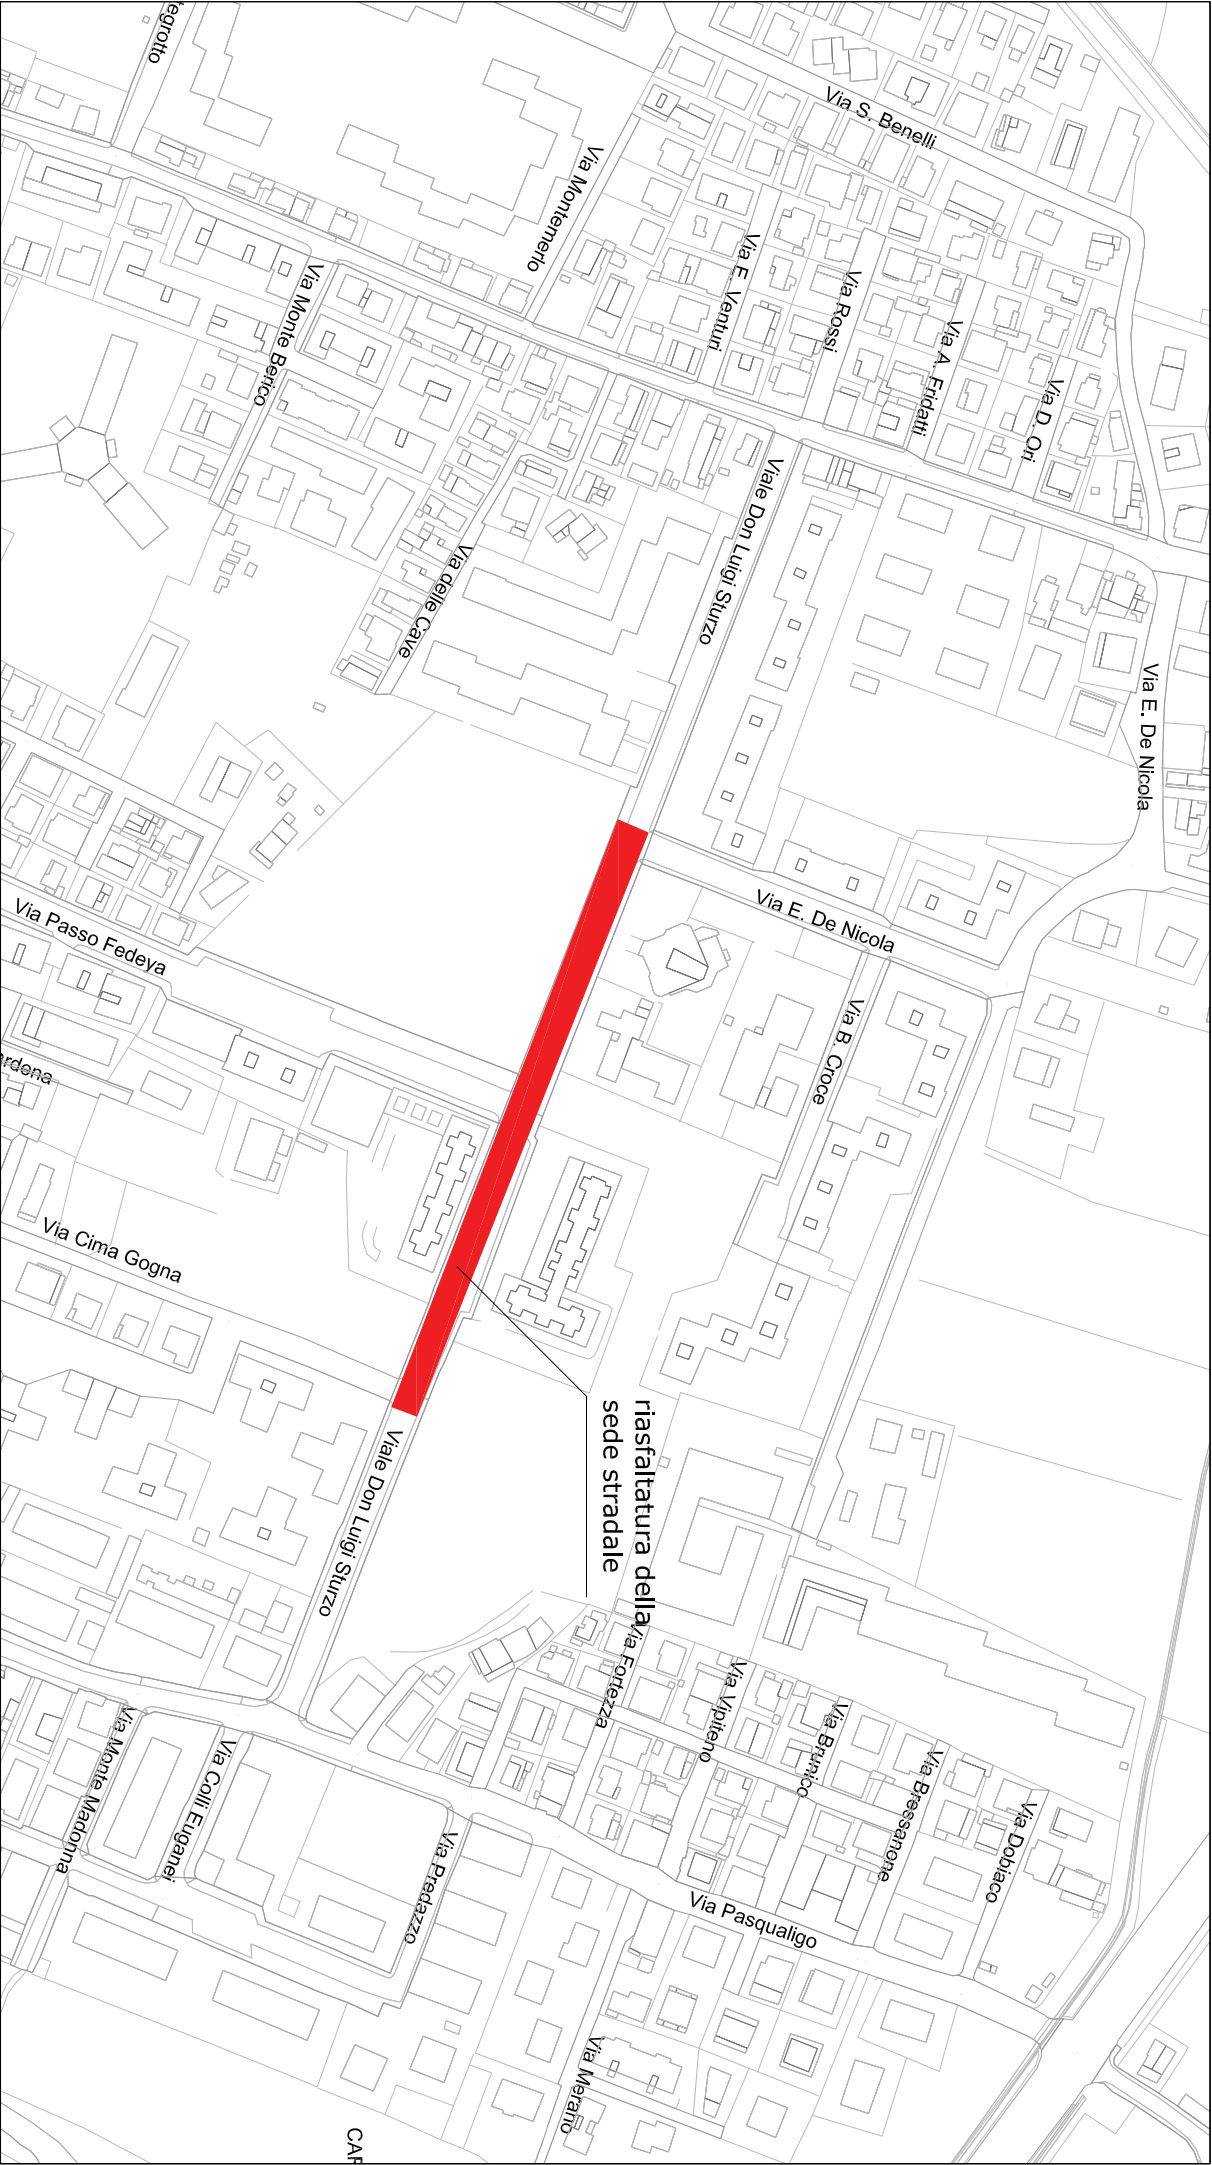 egrotto
Via S. Benelli
Via Montemerlo
Via E. Venturi
Via Rossi
Via A. Fridatti
Via D. Ori
Via Monte Berico
Viale Don Luigi Sturzo
Via delle Cave
Via E. De Nicola
Via E. De Nicola
Via Passo Fedeya
Via B. Croce
ardena
Via Cima Gogna
riasfaltatura della
sede stradale
Viale Don Luigi Sturzo
Via Fortezza
Via Vipiteno
Via Brunico
Via Bressanone
Via Dobiaco
Via Monte Madonna
Via Colli Euganei
Via Predazzo
Via Pasqualigo
Via Merano
CAR